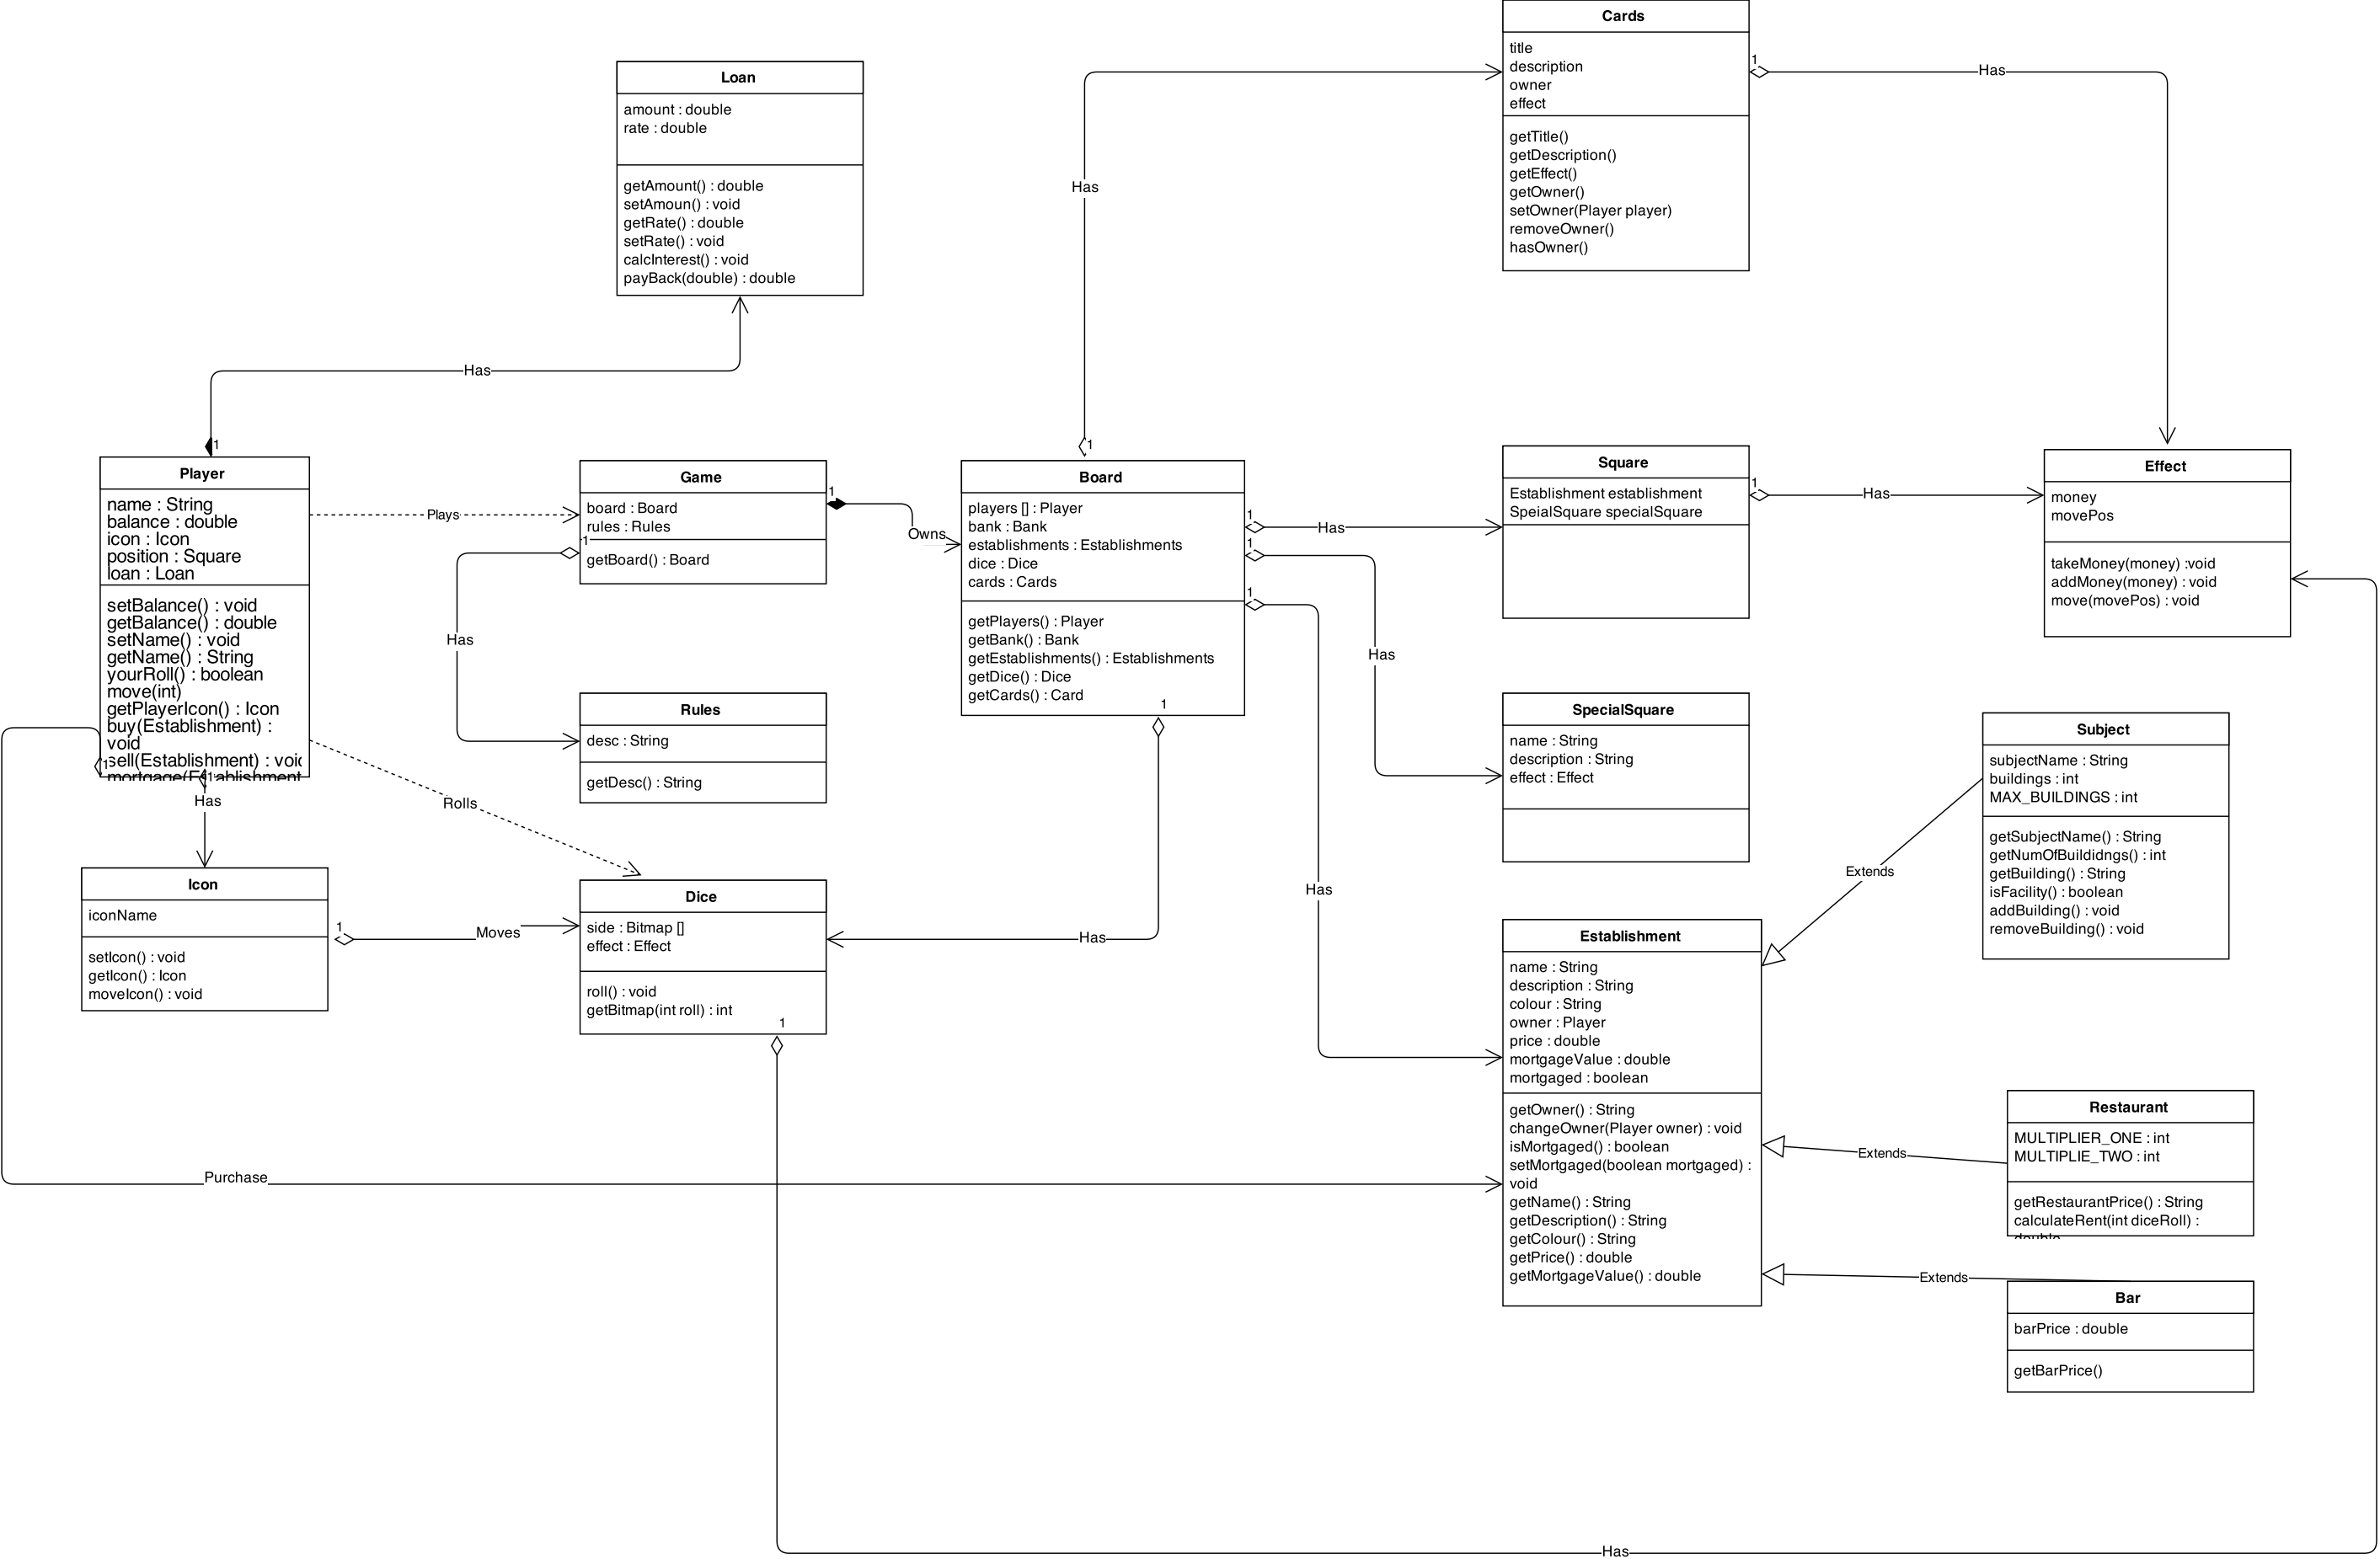 Cards
title
description
owner
effect
getTitle()
getDescription()
getEffect()
getOwner()
setOwner(Player player)
removeOwner()
hasOwner()
1
Has
Loan
amount : double
rate : double
getAmount() : double
setAmoun() : void
getRate() : double
setRate() : void
calcInterest() : void
payBack(double) : double
Has
Has
1
Player
name : String
balance : double
icon : Icon
position : Square
loan : Loan
setBalance() : void
getBalance() : double
setName() : void
getName() : String
yourRoll() : boolean
move(int)
getPlayerIcon() : Icon
buy(Establishment) :
void
sell(Establishment) : void
mortgage(Establishment
1
1
Has
Plays
Rolls
Game
board : Board
rules : Rules
getBoard() : Board
1
1
Owns
Has
Rules
desc : String
getDesc() : String
Board
players [] : Player
bank : Bank
establishments : Establishments
dice : Dice
cards : Cards
getPlayers() : Player
getBank() : Bank
getEstablishments() : Establishments
getDice() : Dice
getCards() : Card
1
1
1
1
1
Has
Has
Has
Has
Square
Establishment establishment
SpeialSquare specialSquare
1
Has
Effect
money
movePos
takeMoney(money) :void
addMoney(money) : void
move(movePos) : void
SpecialSquare
name : String
description : String
effect : Effect
Subject
subjectName : String
buildings : int
MAX_BUILDINGS : int
getSubjectName() : String
getNumOfBuildidngs() : int
getBuilding() : String
isFacility() : boolean
addBuilding() : void
removeBuilding() : void
Extends
Icon
iconName
setIcon() : void
getIcon() : Icon
moveIcon() : void
1
Moves
Dice
side : Bitmap []
effect : Effect
roll() : void
getBitmap(int roll) : int
1
Establishment
name : String
description : String
colour : String
owner : Player
price : double
mortgageValue : double
mortgaged : boolean
getOwner() : String
changeOwner(Player owner) : void
isMortgaged() : boolean
setMortgaged(boolean mortgaged) :
void
getName() : String
getDescription() : String
getColour() : String
getPrice() : double
getMortgageValue() : double
Purchase
Extends
Restaurant
MULTIPLIER_ONE : int
MULTIPLIE_TWO : int
getRestaurantPrice() : String
calculateRent(int diceRoll) :
double
Extends
Bar
barPrice : double
getBarPrice()
Has